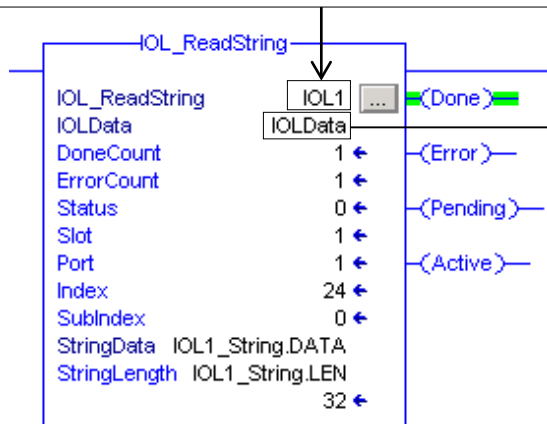 IOL_ReadString
IOL_ReadString IOL1 ... (Done)
IOLData IOLData
DoneCount 1 (Error)
ErrorCount 1
Status 0 (Pending)
Slot 1
Port 1 (Active)
Index 24
SubIndex 0
StringData IOL1_String.DATA
StringLength IOL1_String.LEN
32